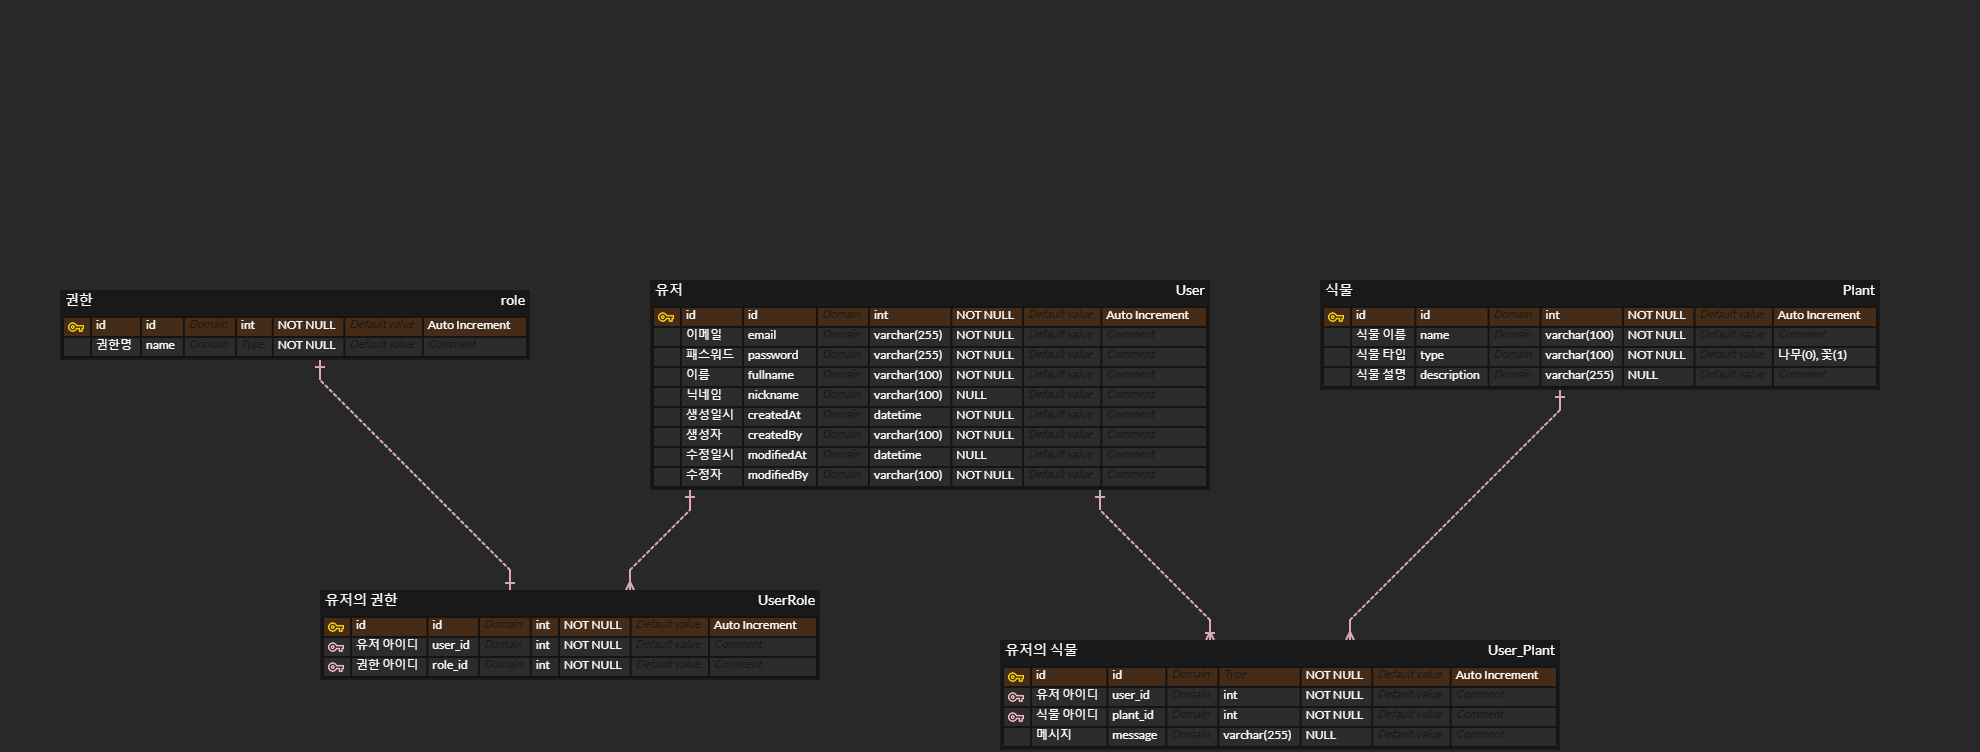 권한 role
id id Domain int NOT NULL Default value Auto Increment
권한명 name Domain Type NOT NULL Default value Comment
유저 User
id id Domain int NOT NULL Default value Auto Increment
이메일 email Domain varchar(255) NOT NULL Default value Comment
패스워드 password Domain varchar(255) NOT NULL Default value Comment
이름 fullname Domain varchar(100) NOT NULL Default value Comment
닉네임 nickname Domain varchar(100) NULL Default value Comment
생성일시 createdAt Domain datetime NOT NULL Default value Comment
생성자 createdBy Domain varchar(100) NOT NULL Default value Comment
수정일시 modifiedAt Domain datetime NULL Default value Comment
수정자 modifiedBy Domain varchar(100) NOT NULL Default value Comment
식물 Plant
id id Domain int NOT NULL Default value Auto Increment
식물 이름 name Domain varchar(100) NOT NULL Default value Comment
식물 타입 type Domain varchar(100) NOT NULL Default value 나무(0), 꽃(1)
식물 설명 description Domain varchar(255) NULL Default value Comment
유저의 권한 UserRole
id id Domain int NOT NULL Default value Auto Increment
유저 아이디 user_id Domain int NOT NULL Default value Comment
권한 아이디 role_id Domain int NOT NULL Default value Comment
유저의 식물 User_Plant
id id Domain Type NOT NULL Default value Auto Increment
유저 아이디 user_id Domain int NOT NULL Default value Comment
식물 아이디 plant_id Domain int NOT NULL Default value Comment
메시지 message Domain varchar(255) NULL Default value Comment